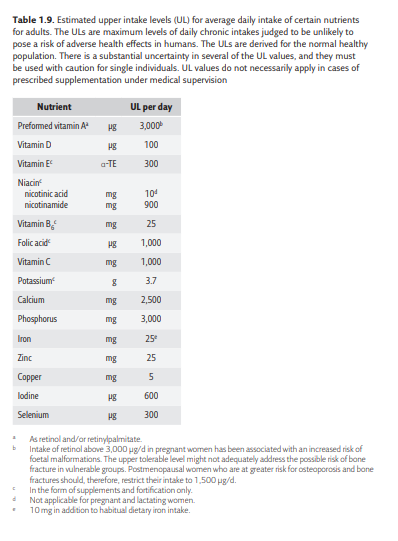 Table 1.9. Estimated upper intake levels (UL) for average daily intake of certain nutrients
for adults. The ULs are maximum levels of daily chronic intakes judged to be unlikely to
pose a risk of adverse health effects in humans. The ULs are derived for the normal healthy
population. There is a substantial uncertainty in several of the UL values, and they must
be used with caution for single individuals. UL values do not necessarily apply in cases of
prescribed supplementation under medical supervision
Nutrient UL per day
Preformed vitamin Aᵃ µg 3,000ᵇ
Vitamin D µg 100
Vitamin Eᶜ α-TE 300
Niacinᶜ
nicotinic acid mg 10ᵈ
nicotinamide mg 900
Vitamin B₆ᶜ mg 25
Folic acidᶜ µg 1,000
Vitamin C mg 1,000
Potassiumᶜ g 3.7
Calcium mg 2,500
Phosphorus mg 3,000
Iron mg 25ᵉ
Zinc mg 25
Copper mg 5
Iodine µg 600
Selenium µg 300
a As retinol and/or retinylpalmitate.
b Intake of retinol above 3,000 µg/d in pregnant women has been associated with an increased risk of
foetal malformations. The upper tolerable level might not adequately address the possible risk of bone
fracture in vulnerable groups. Postmenopausal women who are at greater risk for osteoporosis and bone
fractures should, therefore, restrict their intake to 1,500 µg/d.
c In the form of supplements and fortification only.
d Not applicable for pregnant and lactating women.
e 10 mg in addition to habitual dietary iron intake.